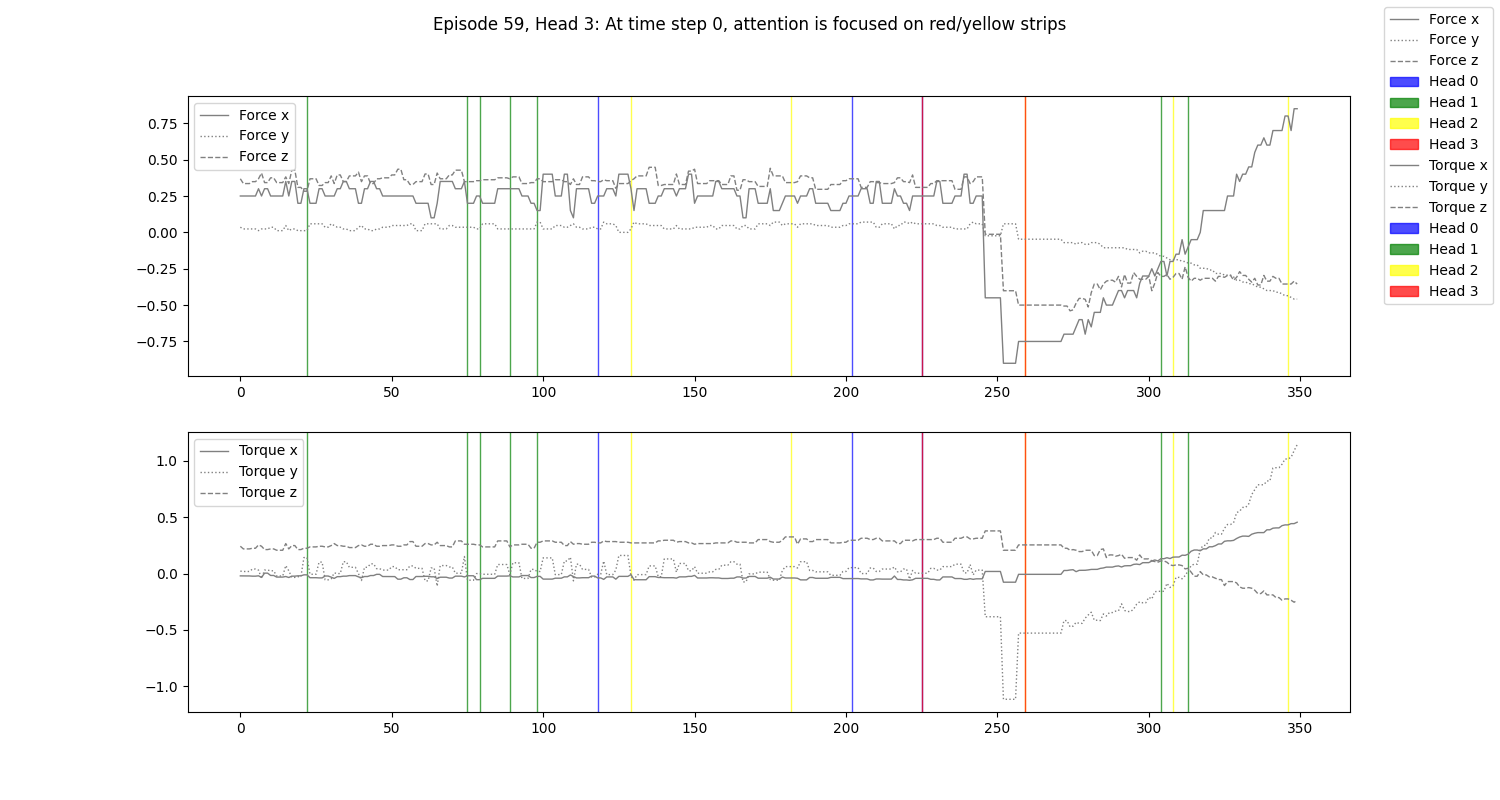 Episode 59, Head 3: At time step 0, attention is focused on red/yellow strips
Force x
Force y
Force z
Head 0
Head 1
Head 2
Head 3
Torque x
Torque y
Torque z
Head 0
Head 1
Head 2
Head 3
Force x
Force y
Force z
0.75
0.50
0.25
0.00
−0.25
−0.50
−0.75
0 50 100 150 200 250 300 350
Torque x
Torque y
Torque z
1.0
0.5
0.0
−0.5
−1.0
0 50 100 150 200 250 300 350